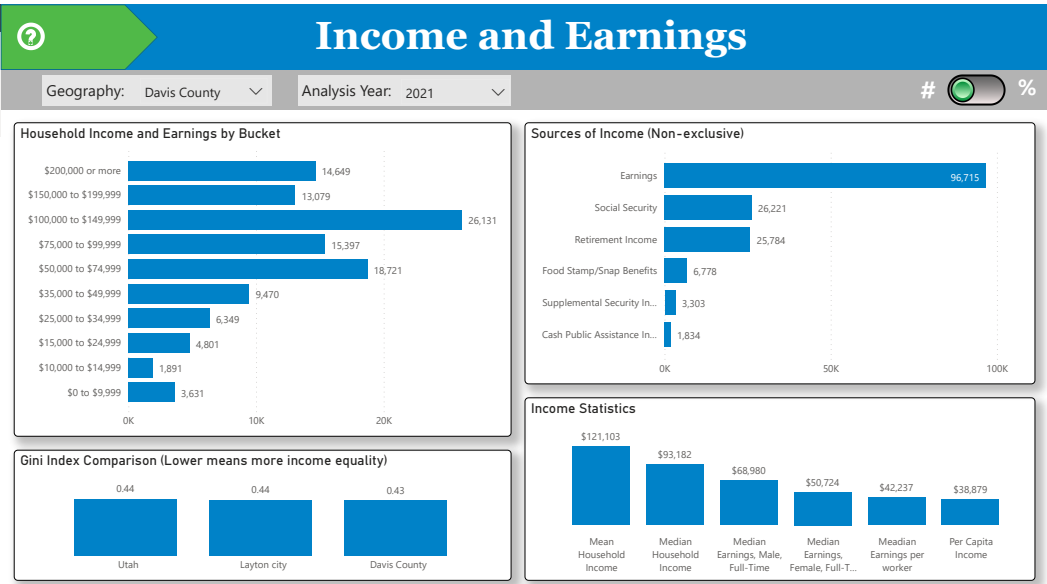 Income and Earnings
Geography: Davis County
Analysis Year: 2021
# %
Household Income and Earnings by Bucket
$200,000 or more 14,649
$150,000 to $199,999 13,079
$100,000 to $149,999 26,131
$75,000 to $99,999 15,397
$50,000 to $74,999 18,721
$35,000 to $49,999 9,470
$25,000 to $34,999 6,349
$15,000 to $24,999 4,801
$10,000 to $14,999 1,891
$0 to $9,999 3,631
0K 10K 20K
Sources of Income (Non-exclusive)
Earnings 96,715
Social Security 26,221
Retirement Income 25,784
Food Stamp/Snap Benefits 6,778
Supplemental Security In... 3,303
Cash Public Assistance In... 1,834
0K 50K 100K
Gini Index Comparison (Lower means more income equality)
0.44 0.44 0.43
Utah Layton city Davis County
Income Statistics
$121,103
$93,182
$68,980
$50,724
$42,237
$38,879
Mean
Household
Income
Median
Household
Income
Median
Earnings, Male,
Full-Time
Median
Earnings,
Female, Full-T...
Meadian
Earnings per
worker
Per Capita
Income